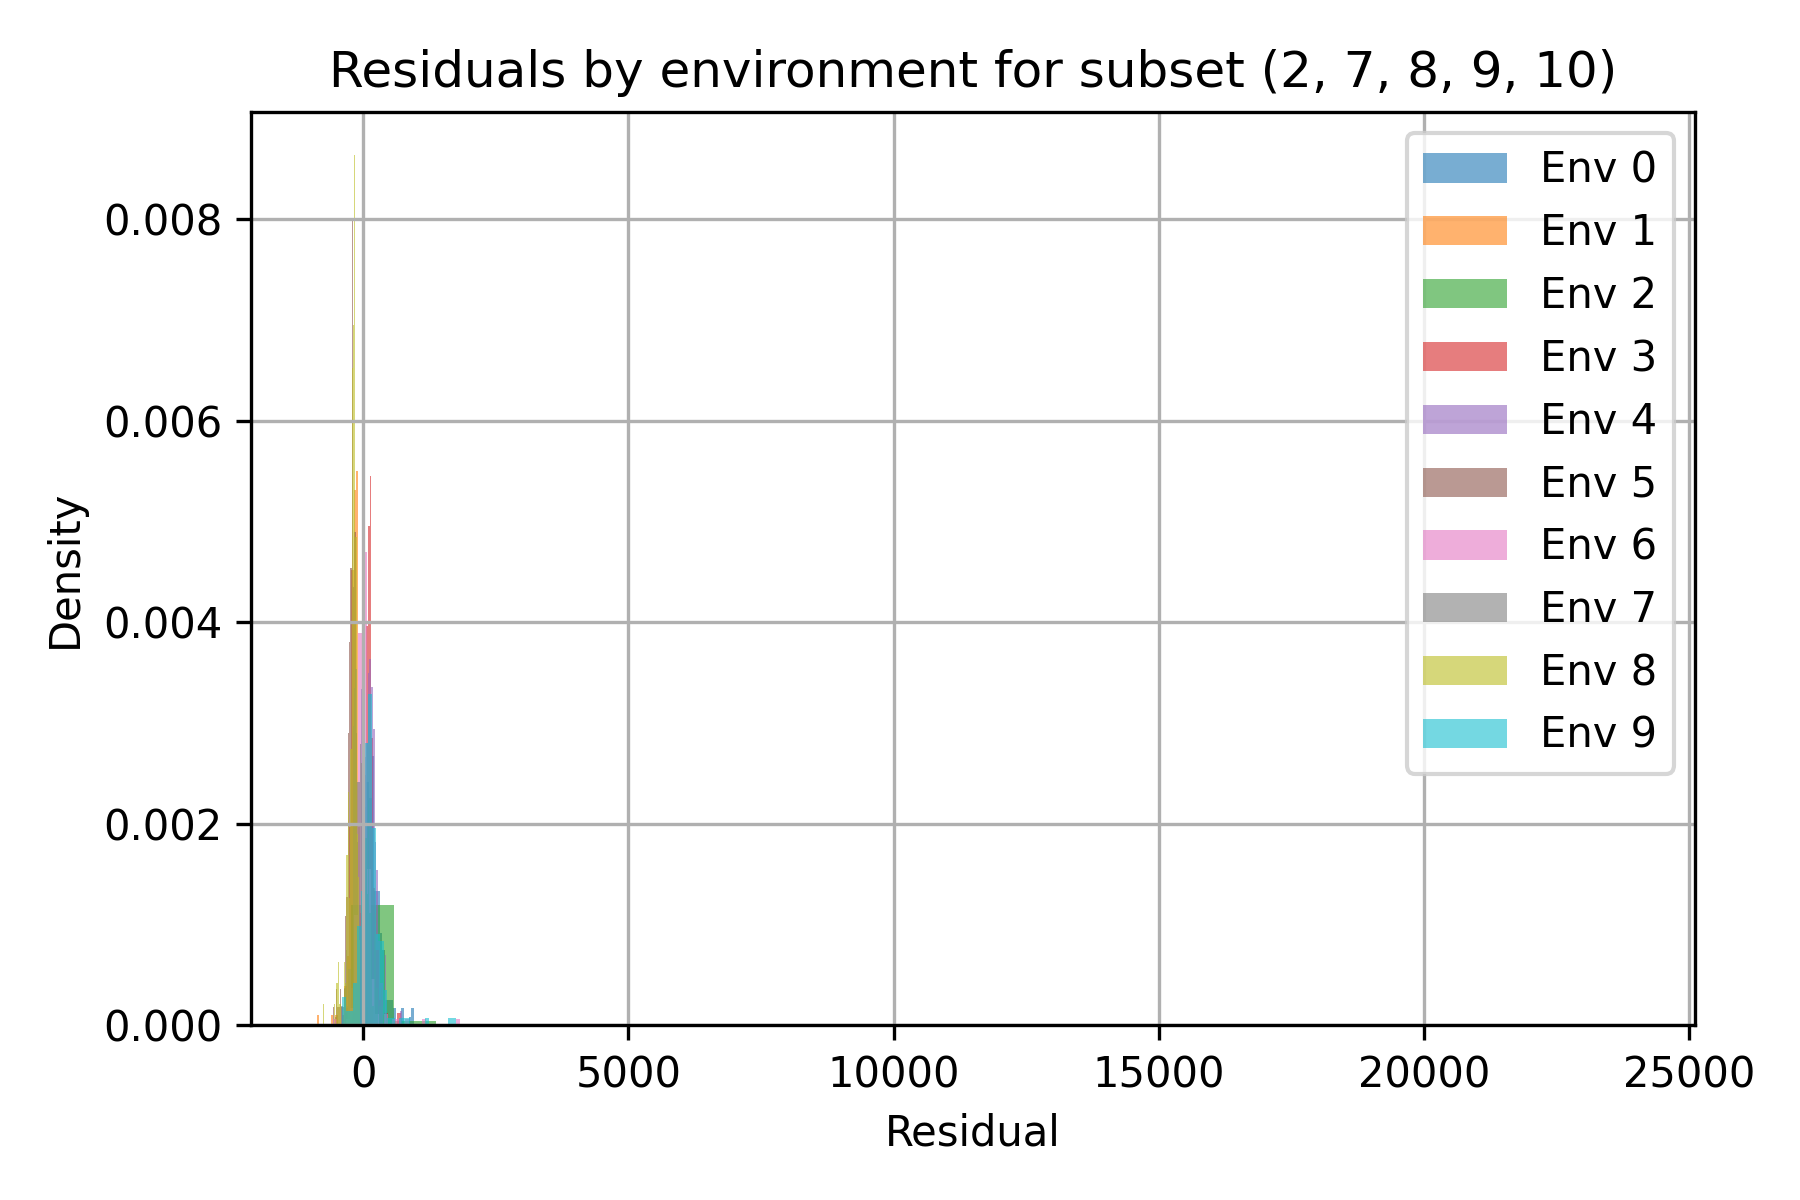 Residuals by environment for subset (2, 7, 8, 9, 10)
Density
0.008
0.006
0.004
0.002
0.000
0
5000
10000
15000
20000
25000
Residual
Env 0
Env 1
Env 2
Env 3
Env 4
Env 5
Env 6
Env 7
Env 8
Env 9